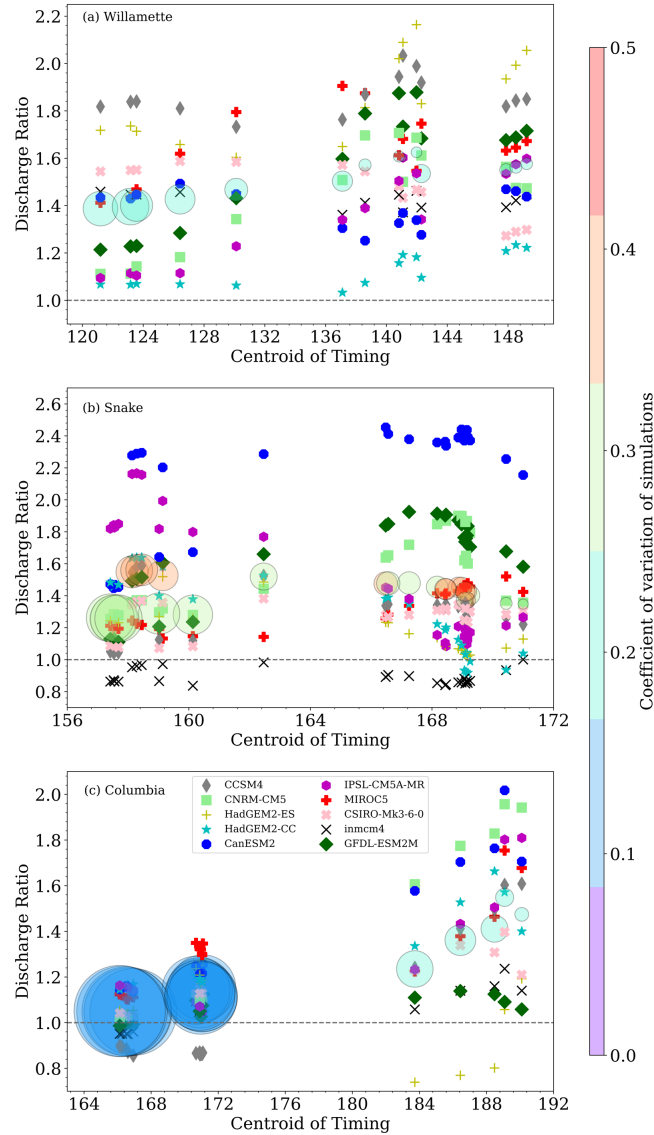 (a) Willamette
2.2
2.0
1.8
1.6
1.4
1.2
1.0
Discharge Ratio
120 124 128 132 136 140 144 148
Centroid of Timing
(b) Snake
2.6
2.4
2.2
2.0
1.8
1.6
1.4
1.2
1.0
0.8
Discharge Ratio
156 160 164 168 172
Centroid of Timing
(c) Columbia
CCSM4
CNRM-CM5
HadGEM2-ES
HadGEM2-CC
CanESM2
IPSL-CM5A-MR
MIROC5
CSIRO-Mk3-6-0
inmcm4
GFDL-ESM2M
2.0
1.8
1.6
1.4
1.2
1.0
0.8
Discharge Ratio
164 168 172 176 180 184 188 192
Centroid of Timing
0.5
0.4
0.3
0.2
0.1
0.0
Coefficient of variation of simulations